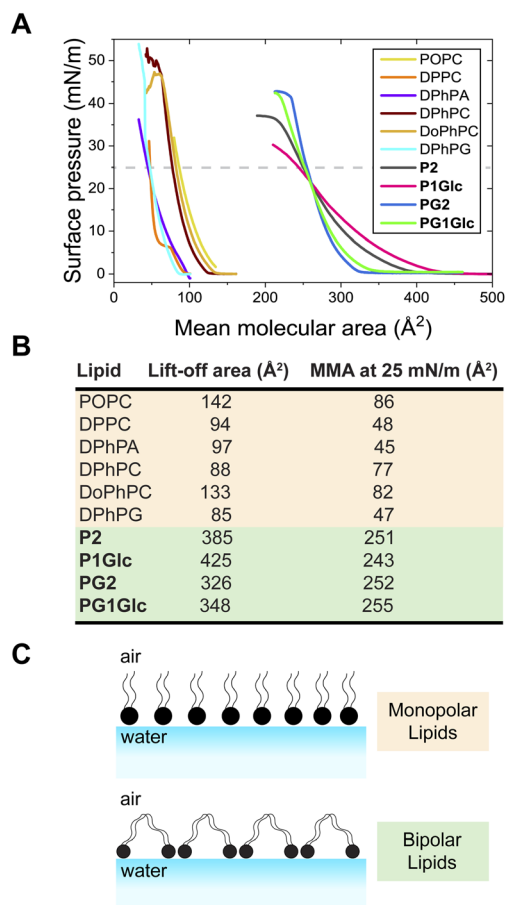 A
Surface pressure (mN/m)
50
40
30
20
10
0
0 100 200 300 400 500
Mean molecular area (Å²)
POPC
DPPC
DPhPA
DPhPC
DoPhPC
DPhPG
P2
P1Glc
PG2
PG1Glc
B
Lipid Lift-off area (Å²) MMA at 25 mN/m (Å²)
POPC 142 86
DPPC 94 48
DPhPA 97 45
DPhPC 88 77
DoPhPC 133 82
DPhPG 85 47
P2 385 251
P1Glc 425 243
PG2 326 252
PG1Glc 348 255
C
air
water
Monopolar
Lipids
air
water
Bipolar
Lipids